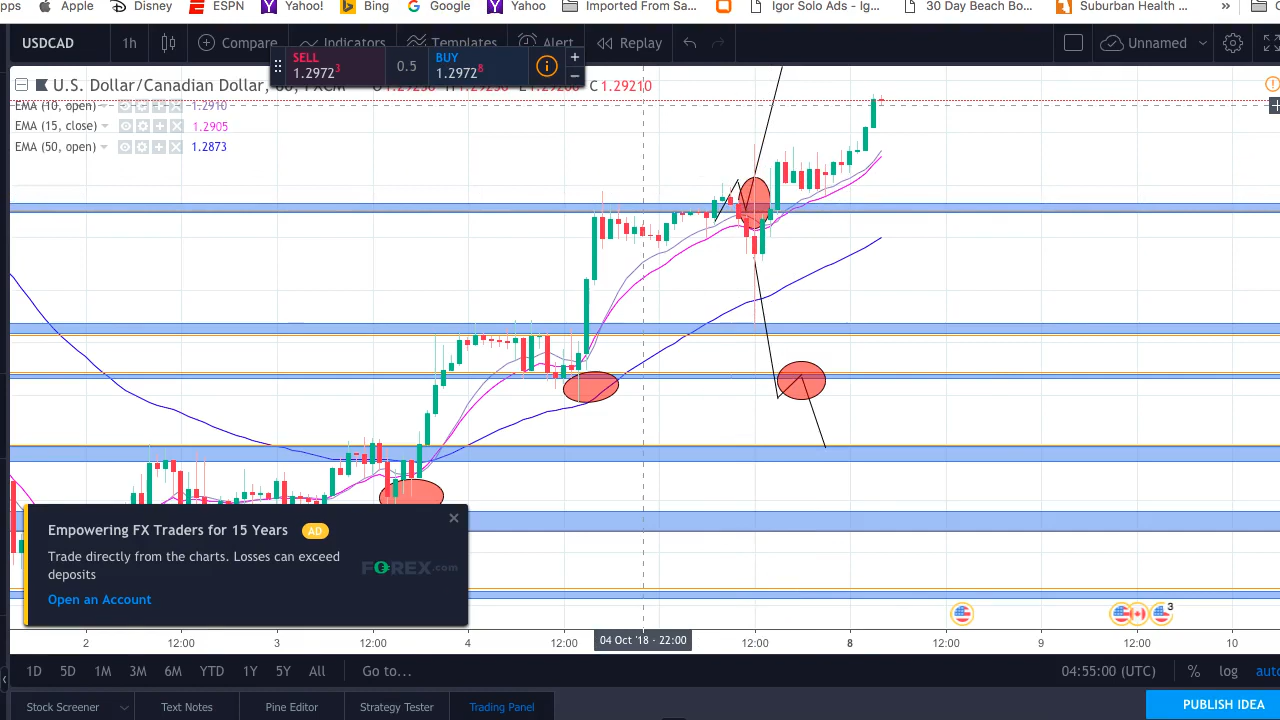 pps Apple Disney ESPN Yahoo! Bing Google Yahoo Imported From Sa... Igor Solo Ads - Ig... 30 Day Beach Bo... Suburban Health ... » Other
USDCAD 1h Compare Indicators Templates Alert Replay Unnamed
SELL 1.29723 0.5 BUY 1.29728
U.S. Dollar/Canadian Dollar, C1.29210
EMA (10, open) 1.2910
EMA (15, close) 1.2905
EMA (50, open) 1.2873
Empowering FX Traders for 15 Years AD
Trade directly from the charts. Losses can exceed
deposits
FOREX.com
Open an Account
3
2 12:00 3 12:00 4 12:00 04 Oct '18 - 22:00 12:00 8 12:00 9 12:00 10
1D 5D 1M 3M 6M YTD 1Y 5Y All Go to... 04:55:00 (UTC) % log auto
Stock Screener Text Notes Pine Editor Strategy Tester Trading Panel PUBLISH IDEA